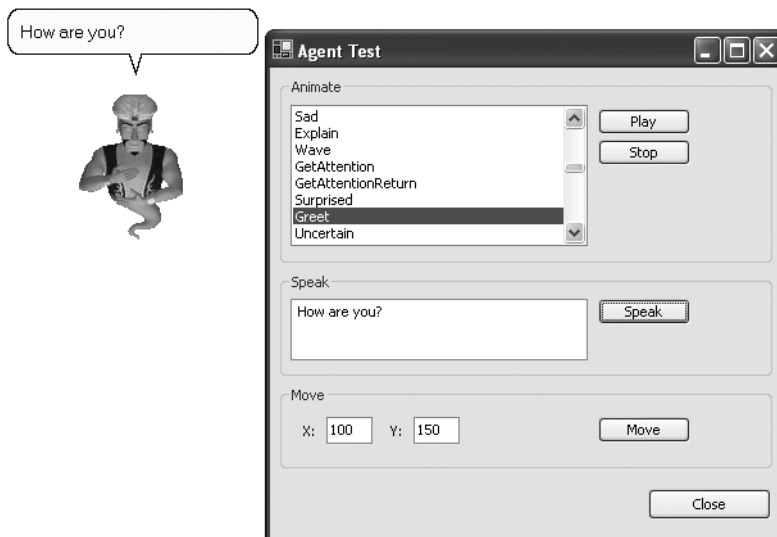 How are you?
Agent Test
Animate
Sad
Explain
Wave
GetAttention
GetAttentionReturn
Surprised
Greet
Uncertain
Play
Stop
Speak
How are you?
Speak
Move
X: 100 Y: 150
Move
Close